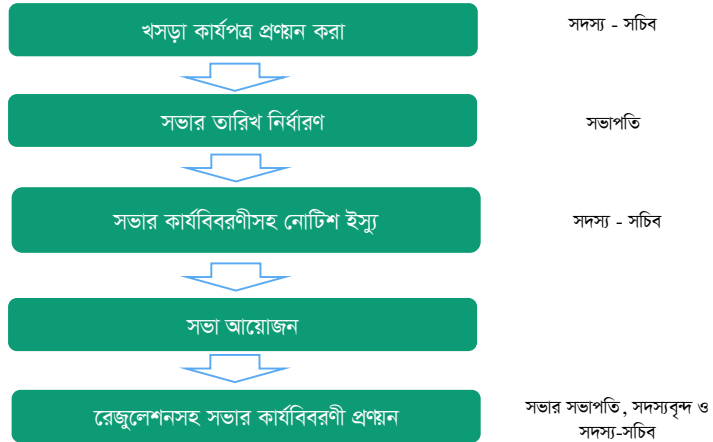 খসড়া কার্যপত্র প্রণয়ন করা
সদস্য - সচিব
সভার তারিখ নির্ধারণ
সভাপতি
সভার কার্যবিবরণীসহ নোটিশ ইস্যু
সদস্য - সচিব
সভা আয়োজন
রেজুলেশনসহ সভার কার্যবিবরণী প্রণয়ন
সভার সভাপতি, সদস্যবৃন্দ ও
সদস্য-সচিব